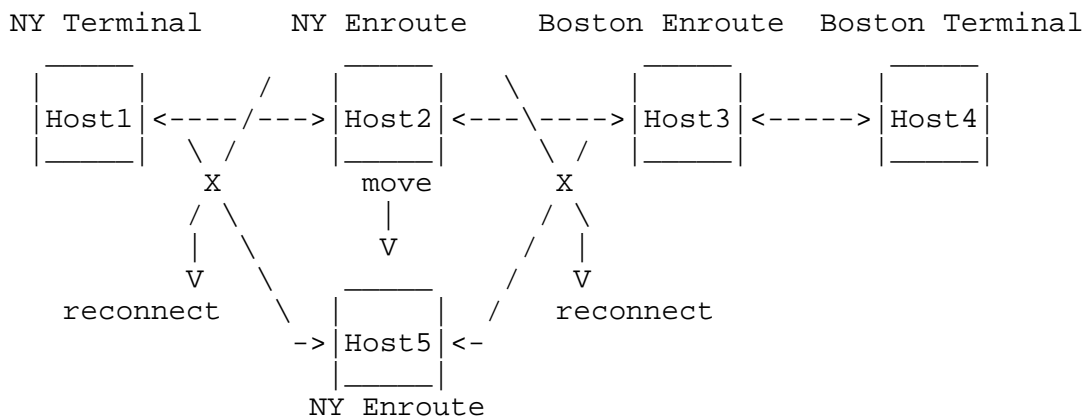 NY Terminal NY Enroute Boston Enroute Boston Terminal
Host1 Host2 Host3 Host4
X move X
V
V V
reconnect reconnect
Host5
NY Enroute